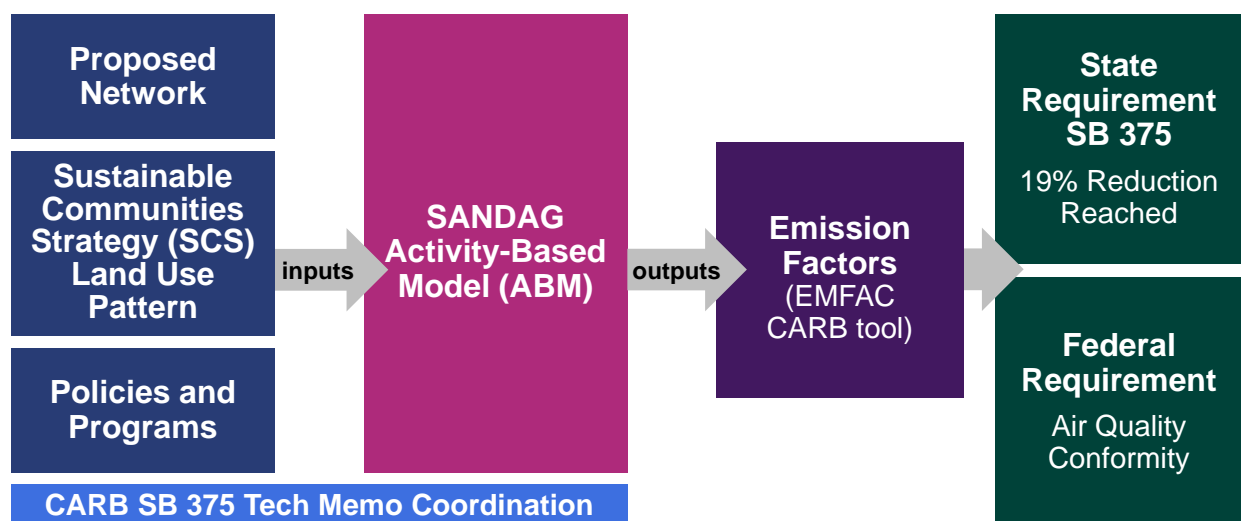 Proposed
Network
Sustainable
Communities
Strategy (SCS)
Land Use
Pattern
Policies and
Programs
inputs
SANDAG
Activity-Based
Model (ABM)
CARB SB 375 Tech Memo Coordination
outputs
Emission
Factors
(EMFAC
CARB tool)
State
Requirement
SB 375
19% Reduction
Reached
Federal
Requirement
Air Quality
Conformity